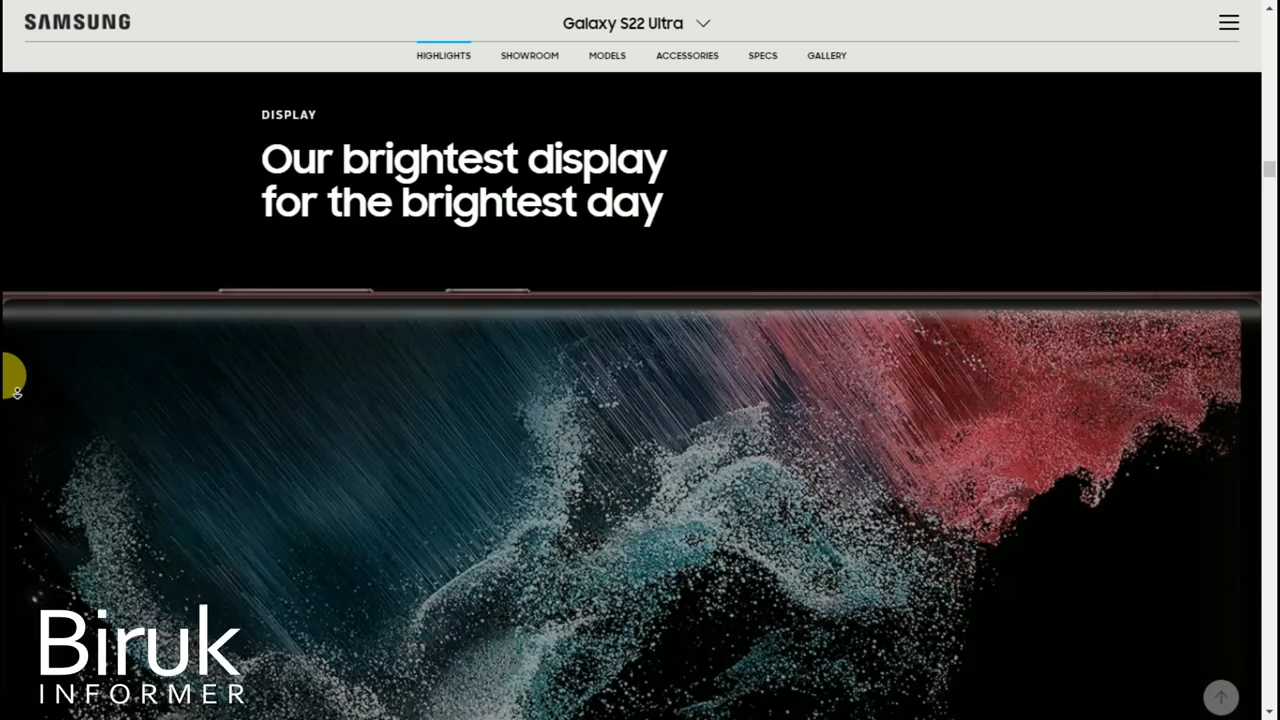 SAMSUNG
Galaxy S22 Ultra
HIGHLIGHTS SHOWROOM MODELS ACCESSORIES SPECS GALLERY
DISPLAY
Our brightest display
for the brightest day
Biruk
INFORMER